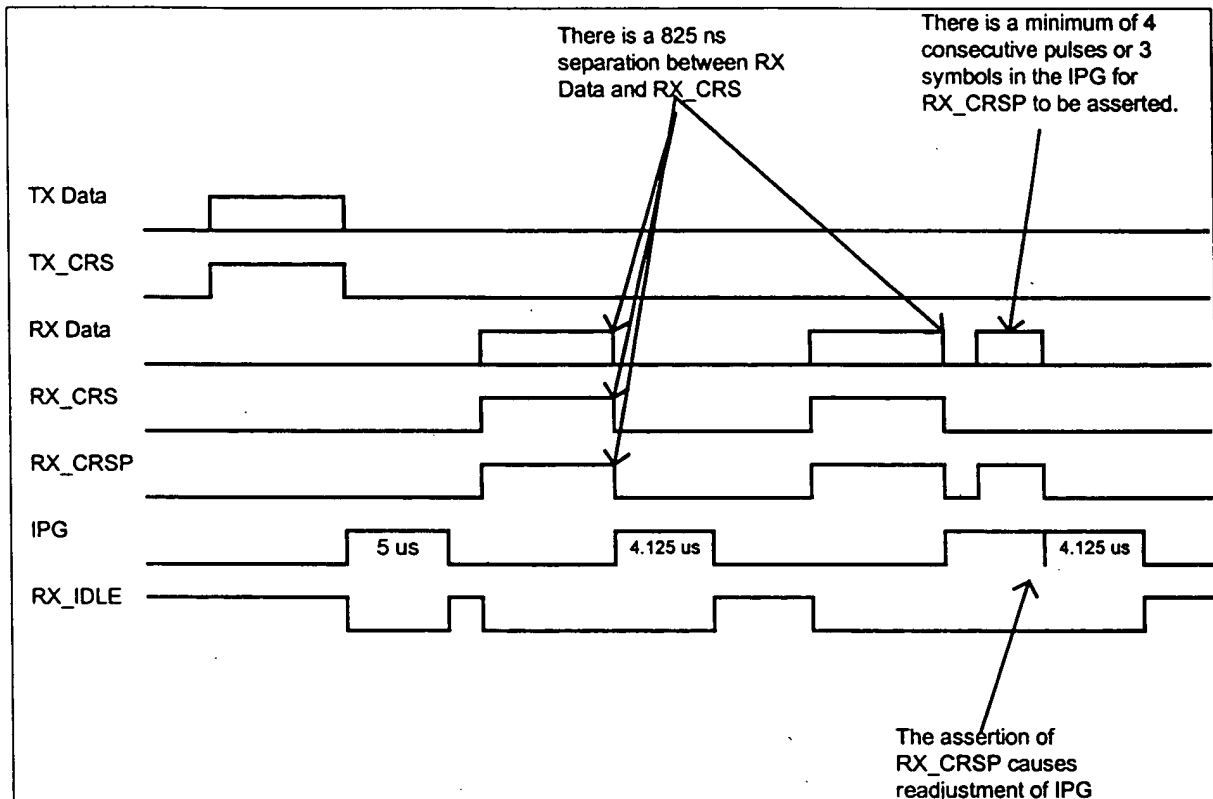 There is a 825 ns
separation between RX
Data and RX_CRS
There is a minimum of 4
consecutive pulses or 3
symbols in the IPG for
RX_CRSP to be asserted.
TX Data
TX_CRS
RX Data
RX_CRS
RX_CRSP
IPG
5 us
4.125 us
4.125 us
RX_IDLE
The assertion of
RX_CRSP causes
readjustment of IPG